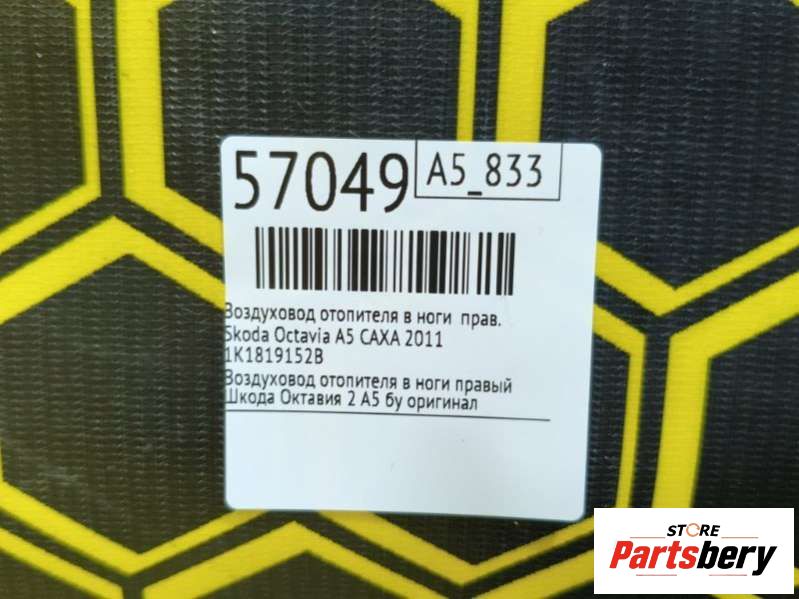 57049
A5_833
Воздуховод отопителя в ноги прав.
Skoda Octavia A5 CAXA 2011
1K1819152B
Воздуховод отопителя в ноги правый
Шкода Октавия 2 А5 бу оригинал
STORE
Partsbery